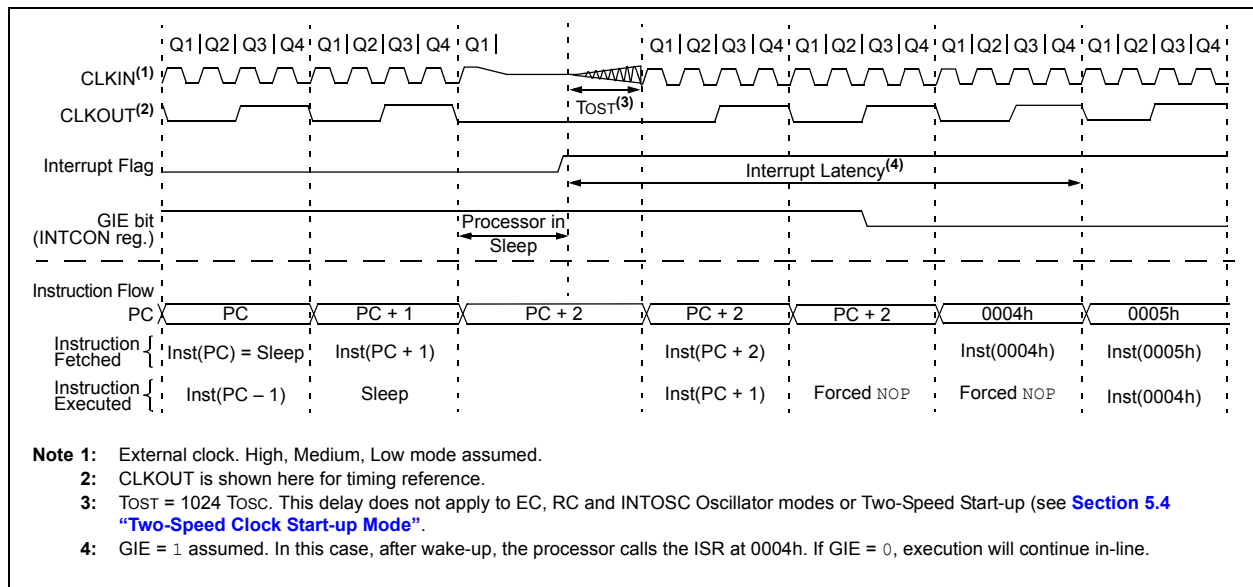 Q1 Q2 Q3 Q4 Q1 Q2 Q3 Q4 Q1 Q1 Q2 Q3 Q4 Q1 Q2 Q3 Q4 Q1 Q2 Q3 Q4 Q1 Q2 Q3 Q4
CLKIN(1)
TOST(3)
CLKOUT(2)
Interrupt Flag
Interrupt Latency(4)
GIE bit
(INTCON reg.)
Processor in
Sleep
Instruction Flow
PC PC PC + 1 PC + 2 PC + 2 PC + 2 0004h 0005h
Instruction
Fetched
Inst(PC) = Sleep Inst(PC + 1) Inst(PC + 2) Inst(0004h) Inst(0005h)
Instruction
Executed
Inst(PC – 1) Sleep Inst(PC + 1) Forced NOP Forced NOP Inst(0004h)
Note 1: External clock. High, Medium, Low mode assumed.
2: CLKOUT is shown here for timing reference.
3: TOST = 1024 TOSC. This delay does not apply to EC, RC and INTOSC Oscillator modes or Two-Speed Start-up (see Section 5.4
“Two-Speed Clock Start-up Mode”.
4: GIE = 1 assumed. In this case, after wake-up, the processor calls the ISR at 0004h. If GIE = 0, execution will continue in-line.